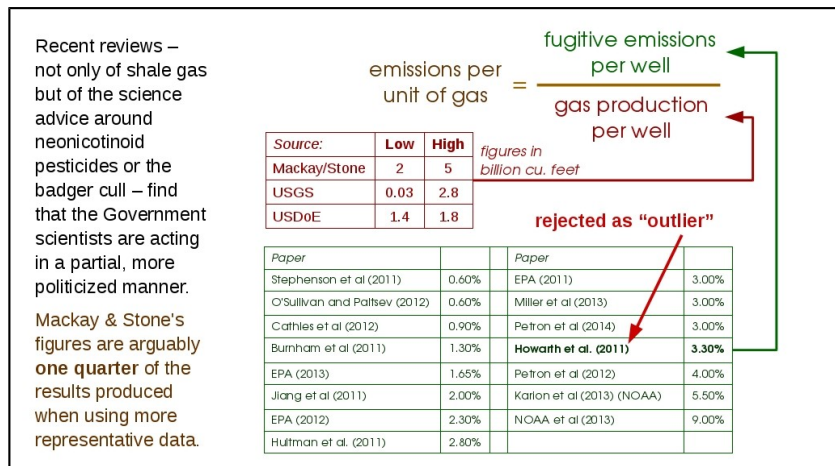 Recent reviews –
not only of shale gas
but of the science
advice around
neonicotinoid
pesticides or the
badger cull – find
that the Government
scientists are acting
in a partial, more
politicized manner.
Mackay & Stone's
figures are arguably
one quarter of the
results produced
when using more
representative data.
emissions per
unit of gas
=
fugitive emissions
per well
gas production
per well
Source: Low High
Mackay/Stone 2 5
USGS 0.03 2.8
USDoE 1.4 1.8
figures in
billion cu. feet
rejected as “outlier”
Paper Paper
Stephenson et al (2011) 0.60% EPA (2011) 3.00%
O'Sullivan and Paltsev (2012) 0.60% Miller et al (2013) 3.00%
Cathles et al (2012) 0.90% Petron et al (2014) 3.00%
Burnham et al (2011) 1.30% Howarth et al. (2011) 3.30%
EPA (2013) 1.65% Petron et al (2012) 4.00%
Jiang et al (2011) 2.00% Karion et al (2013) (NOAA) 5.50%
EPA (2012) 2.30% NOAA et al (2013) 9.00%
Hultman et al. (2011) 2.80%